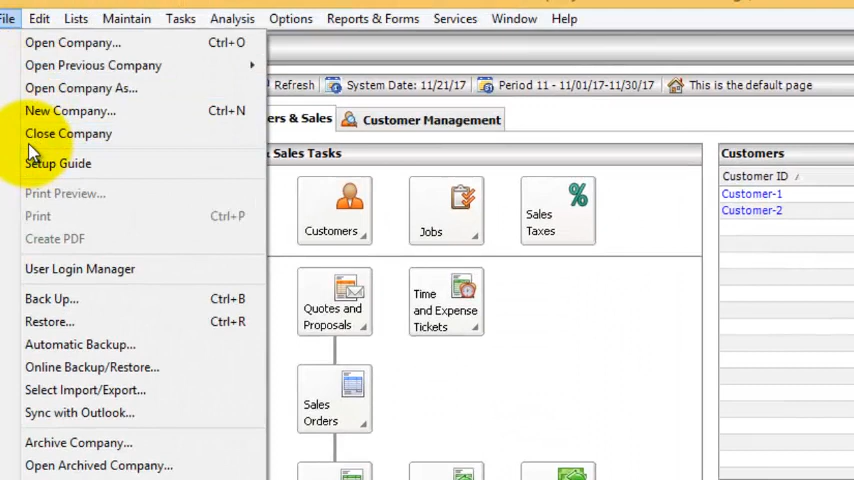 File Edit Lists Maintain Tasks Analysis Options Reports & Forms Services Window Help
Open Company... Ctrl+O
Open Previous Company
Open Company As...
New Company... Ctrl+N
Close Company
Setup Guide
Print Preview...
Print Ctrl+P
Create PDF
User Login Manager
Back Up... Ctrl+B
Restore... Ctrl+R
Automatic Backup...
Online Backup/Restore...
Select Import/Export...
Sync with Outlook...
Archive Company...
Open Archived Company...
Refresh System Date: 11/21/17 Period 11 - 11/01/17-11/30/17 This is the default page
ers & Sales Customer Management
& Sales Tasks
Customers
Jobs
Sales
Taxes
Quotes and
Proposals
Time
and Expense
Tickets
Sales
Orders
Customers
Customer ID
Customer-1
Customer-2